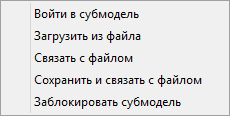 Войти в субмодель
Загрузить из файла
Связать с файлом
Сохранить и связать с файлом
Заблокировать субмодель